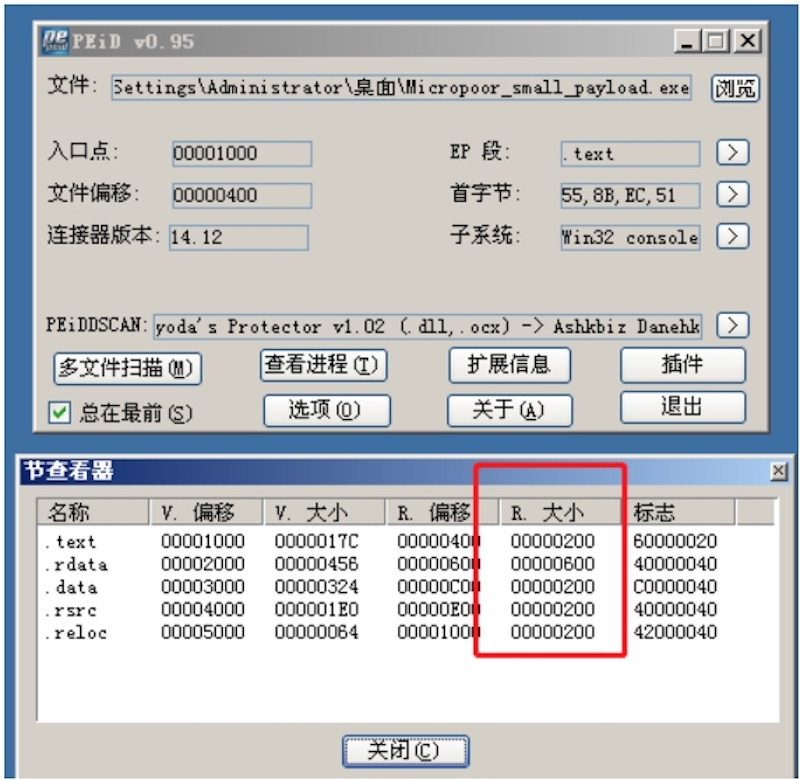 PEiD v0.95
文件: Settings\Administrator\桌面\Micropoor_small_payload.exe 浏览
入口点: 00001000 EP 段: .text >
文件偏移: 00000400 首字节: 55,8B,EC,51 >
连接器版本: 14.12 子系统: Win32 console >
PEiDDSCAN: yoda's Protector v1.02 (.dll,.ocx) -> Ashkbiz Danehk >
多文件扫描(M) 查看进程(T) 扩展信息 插件
总在最前(S) 选项(O) 关于(A) 退出
节查看器
名称 V. 偏移 V. 大小 R. 偏移 R. 大小 标志
.text 00001000 0000017C 00000400 00000200 60000020
.rdata 00002000 00000456 00000600 00000600 40000040
.data 00003000 00000324 00000C00 00000200 C0000040
.rsrc 00004000 000001E0 00000E00 00000200 40000040
.reloc 00005000 00000064 00001000 00000200 42000040
关闭(C)